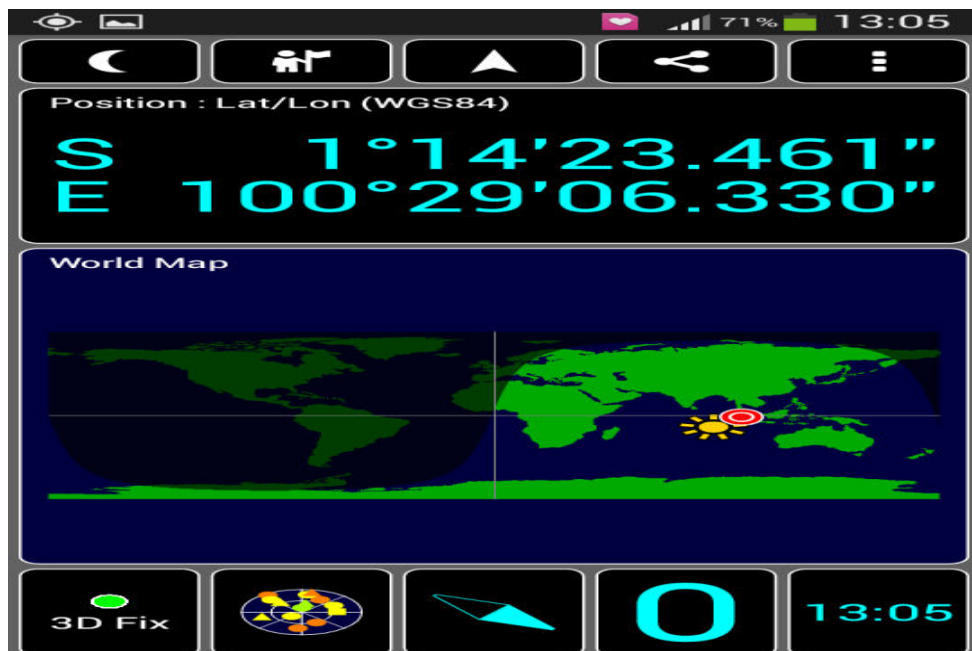 71% 13:05
Position : Lat/Lon (WGS84)
S 1°14'23.461"
E 100°29'06.330"
World Map
3D Fix
0
13:05